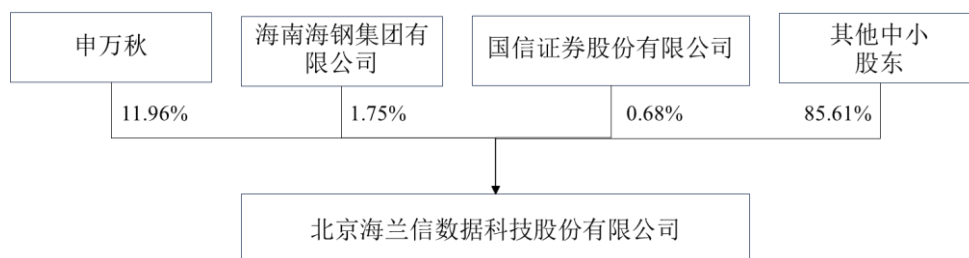 申万秋
海南海钢集团有
限公司
国信证券股份有限公司
其他中小
股东
11.96%
1.75%
0.68%
85.61%
北京海兰信数据科技股份有限公司